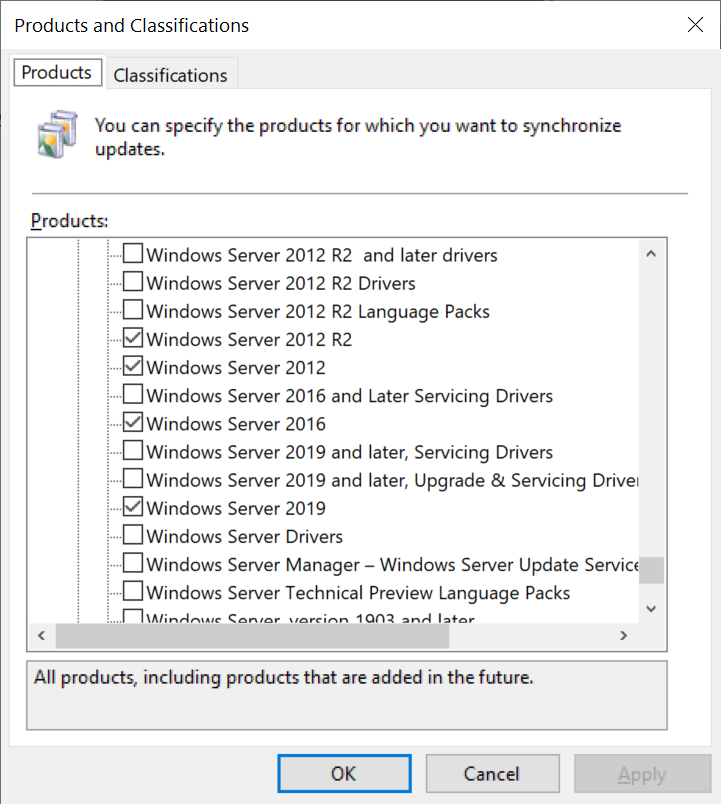 Products and Classifications
Products
Classifications
You can specify the products for which you want to synchronize
updates.
Products:
Windows Server 2012 R2  and later drivers
Windows Server 2012 R2 Drivers
Windows Server 2012 R2 Language Packs
Windows Server 2012 R2
Windows Server 2012
Windows Server 2016 and Later Servicing Drivers
Windows Server 2016
Windows Server 2019 and later, Servicing Drivers
Windows Server 2019 and later, Upgrade & Servicing Driver
Windows Server 2019
Windows Server Drivers
Windows Server Manager – Windows Server Update Service
Windows Server Technical Preview Language Packs
Windows Server, version 1903 and later
All products, including products that are added in the future.
OK
Cancel
Apply